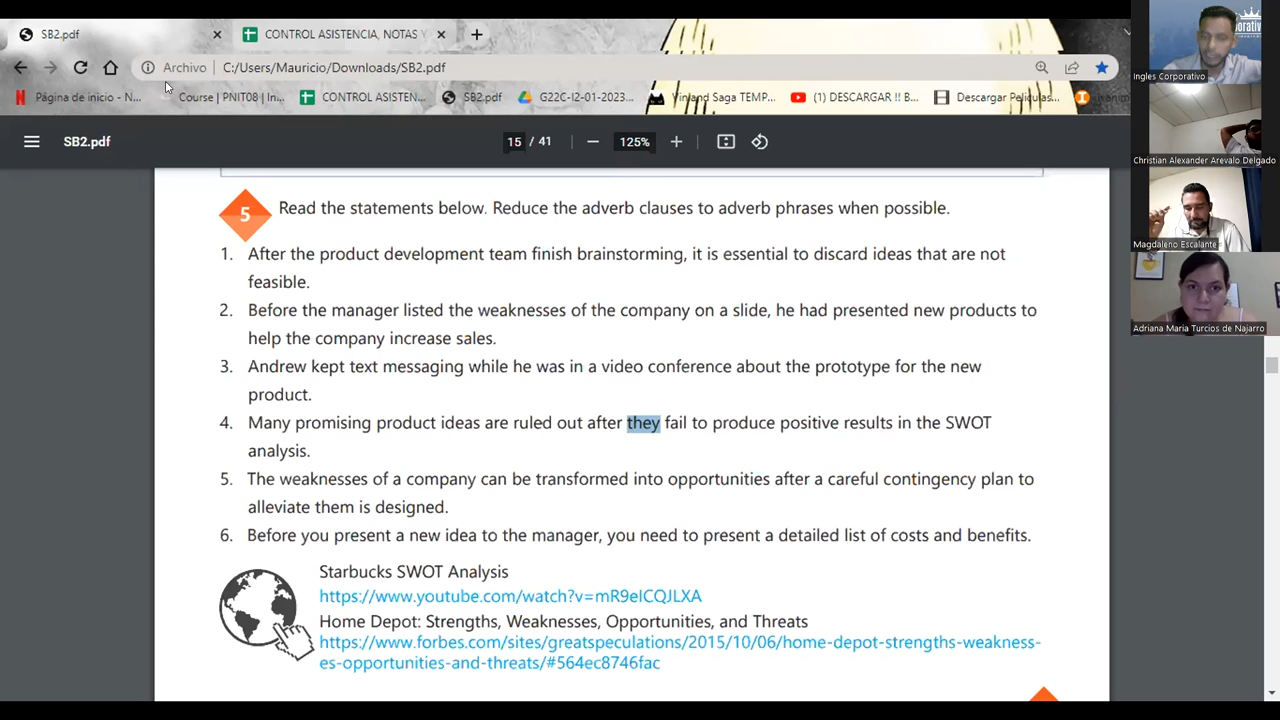 SB2.pdf
CONTROL ASISTENCIA, NOTAS Y
Archivo
C:/Users/Mauricio/Downloads/SB2.pdf
Página de inicio - N...
Course | PNIT08 | In...
CONTROL ASISTEN...
SB2.pdf
G22C-I2-01-2023...
Vinland Saga TEMP...
(1) DESCARGAR !! B...
Descargar Películas...
SB2.pdf
15 / 41
125%
Ingles Corporativo
Christian Alexander Arevalo Delgado
Magdaleno Escalante
Adriana Maria Turcios de Najarro
5
Read the statements below. Reduce the adverb clauses to adverb phrases when possible.
1. After the product development team finish brainstorming, it is essential to discard ideas that are not
feasible.
2. Before the manager listed the weaknesses of the company on a slide, he had presented new products to
help the company increase sales.
3. Andrew kept text messaging while he was in a video conference about the prototype for the new
product.
4. Many promising product ideas are ruled out after they fail to produce positive results in the SWOT
analysis.
5. The weaknesses of a company can be transformed into opportunities after a careful contingency plan to
alleviate them is designed.
6. Before you present a new idea to the manager, you need to present a detailed list of costs and benefits.
Starbucks SWOT Analysis
https://www.youtube.com/watch?v=mR9eICQJLXA
Home Depot: Strengths, Weaknesses, Opportunities, and Threats
https://www.forbes.com/sites/greatspeculations/2015/10/06/home-depot-strengths-weakness-
es-opportunities-and-threats/#564ec8746fac